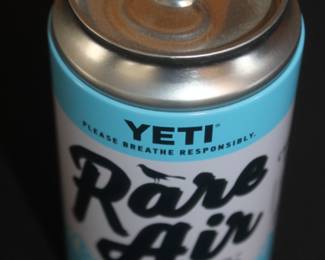 YETI
PLEASE BREATHE RESPONSIBLY.
Rare
Air